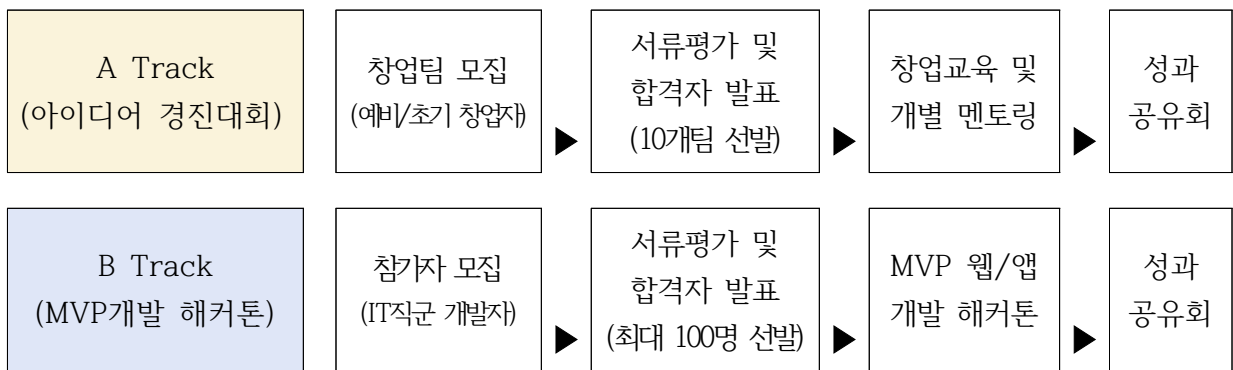 A Track
(아이디어 경진대회)
창업팀 모집
(예비/초기 창업자)
서류평가 및
합격자 발표
(10개팀 선발)
창업교육 및
개별 멘토링
성과
공유회
B Track
(MVP개발 해커톤)
참가자 모집
(IT직군 개발자)
서류평가 및
합격자 발표
(최대 100명 선발)
MVP 웹/앱
개발 해커톤
성과
공유회